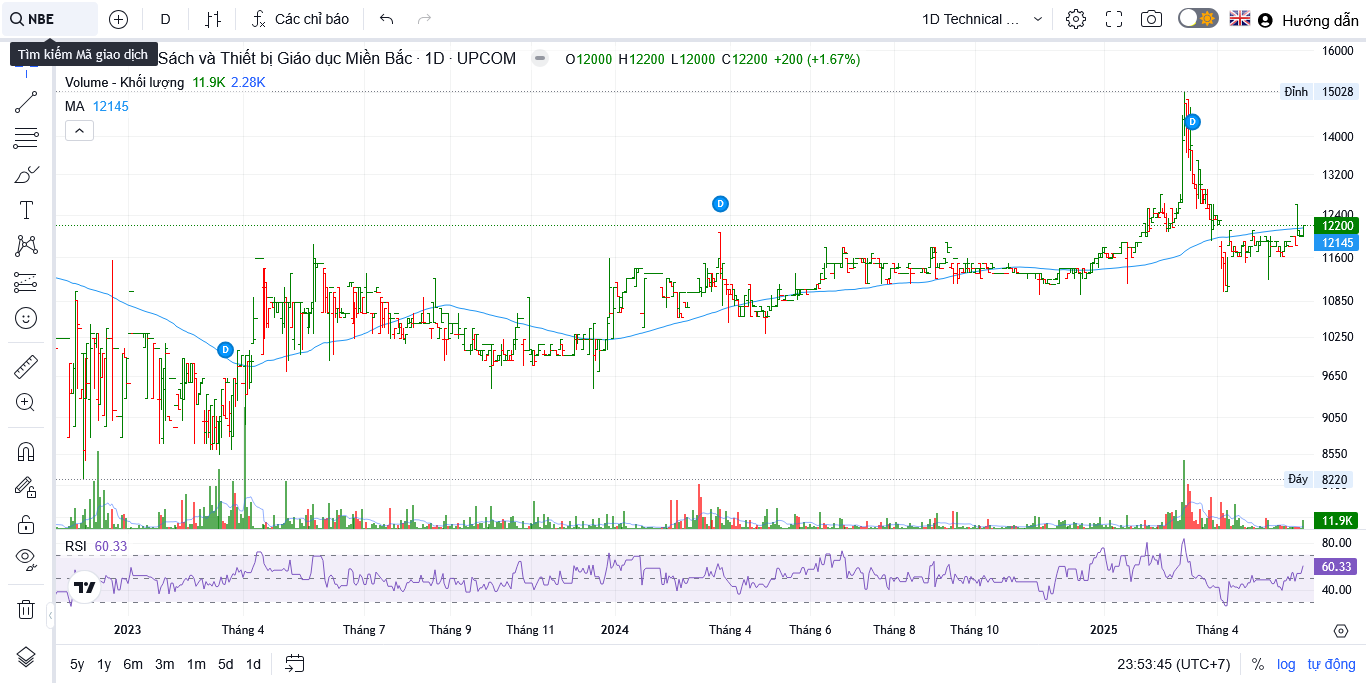 NBE
D
Các chỉ báo
1D Technical ...
Hướng dẫn
Tìm kiếm Mã giao dịch
Sách và Thiết bị Giáo dục Miền Bắc · 1D · UPCOM
O12000 H12200 L12000 C12200 +200 (+1.67%)
Volume - Khối lượng 11.9K 2.28K
MA 12145
16000
Đỉnh 15028
14000
13200
12400
12200
12145
11600
10850
10250
9650
9050
8550
Đáy 8220
11.9K
D
D
D
RSI 60.33
80.00
60.33
40.00
2023 Tháng 4 Tháng 7 Tháng 9 Tháng 11 2024 Tháng 4 Tháng 6 Tháng 8 Tháng 10 2025 Tháng 4
5y 1y 6m 3m 1m 5d 1d
23:53:45 (UTC+7) % log tự động